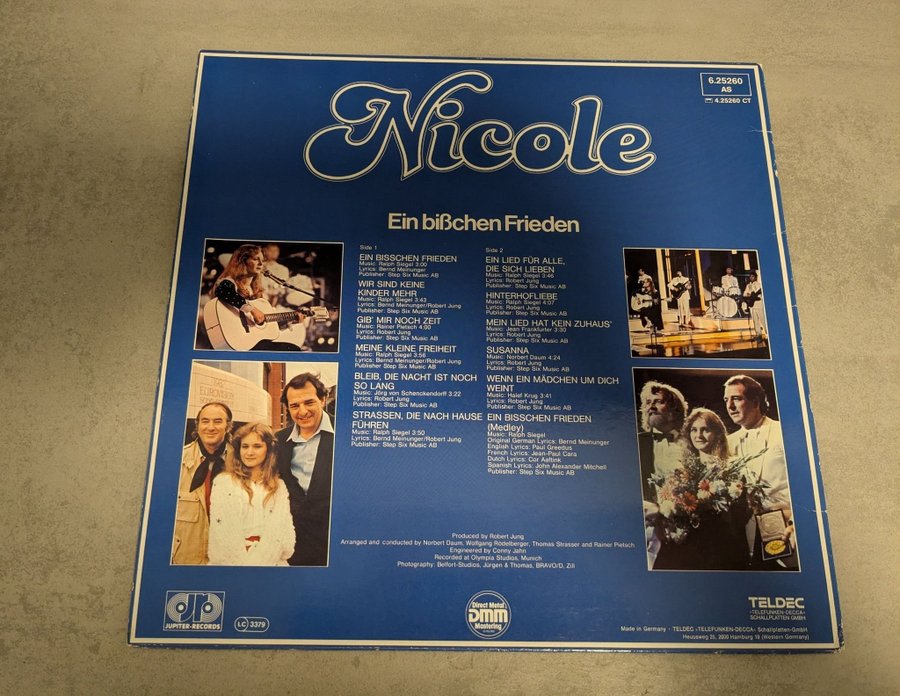 Nicole
6.25260
AS
4.25260 CT
Ein bißchen Frieden
Side 1
EIN BISSCHEN FRIEDEN
Music: Ralph Siegel 3:00
Lyrics: Bernd Meinunger
Publisher: Step Six Music AB
WIR SIND KEINE
KINDER MEHR
Music: Ralph Siegel 3:43
Lyrics: Bernd Meinunger/Robert Jung
Publisher: Step Six Music AB
GIB' MIR NOCH ZEIT
Music: Rainer Pietsch 4:00
Lyrics: Robert Jung
Publisher: Step Six Music AB
MEINE KLEINE FREIHEIT
Music: Ralph Siegel 3:56
Lyrics: Bernd Meinunger/Robert Jung
Publisher: Step Six Music AB
BLEIB, DIE NACHT IST NOCH
SO LANG
Music: Jörg von Schenckendorff 3:22
Lyrics: Robert Jung
Publisher: Step Six Music AB
STRASSEN, DIE NACH HAUSE
FÜHREN
Music: Ralph Siegel 3:50
Lyrics: Bernd Meinunger/Robert Jung
Publisher: Step Six Music AB
Side 2
EIN LIED FÜR ALLE,
DIE SICH LIEBEN
Music: Ralph Siegel 3:46
Lyrics: Robert Jung
Publisher: Step Six Music AB
HINTERHOFLIEBE
Music: Ralph Siegel 4:07
Lyrics: Robert Jung
Publisher: Step Six Music AB
MEIN LIED HAT KEIN ZUHAUS'
Music: Jean Frankfurter 3:30
Lyrics: Robert Jung
Publisher: Step Six Music AB
SUSANNA
Music: Norbert Daum 4:24
Lyrics: Robert Jung
Publisher: Step Six Music AB
WENN EIN MÄDCHEN UM DICH
WEINT
Music: Halef Krug 3:41
Lyrics: Robert Jung
Publisher: Step Six Music AB
EIN BISSCHEN FRIEDEN
(Medley)
Music: Ralph Siegel
Original German Lyrics: Bernd Meinunger
English Lyrics: Paul Greedus
French Lyrics: Jean-Paul Cara
Dutch Lyrics: Cor Aaftink
Spanish Lyrics: John Alexander Mitchell
Publisher: Step Six Music AB
Produced by Robert Jung
Arranged and conducted by Norbert Daum, Wolfgang Rödelberger, Thomas Strasser and Rainer Pietsch
Engineered by Conny Jahn
Recorded at Olympia Studios, Munich
Photography: Belfort-Studios, Jürgen & Thomas, BRAVO/D. Zill
JUPITER-RECORDS
LC 3379
Direct Metal
DMM
Mastering
TELDEC
»TELEFUNKEN-DECCA«
SCHALLPLATTEN GMBH
Made in Germany · TELDEC »TELEFUNKEN-DECCA« Schallplatten-GmbH
Heussweg 25, 2000 Hamburg 19 (Western Germany)